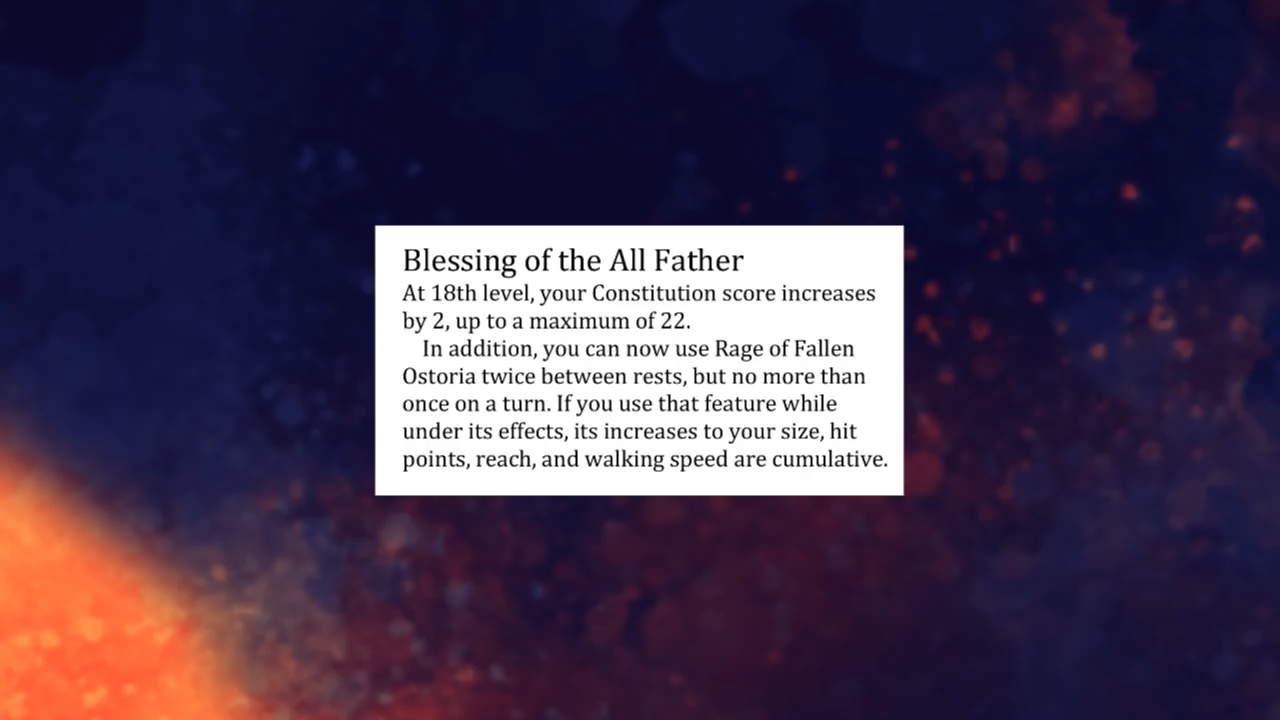 Blessing of the All Father
At 18th level, your Constitution score increases
by 2, up to a maximum of 22.
In addition, you can now use Rage of Fallen
Ostoria twice between rests, but no more than
once on a turn. If you use that feature while
under its effects, its increases to your size, hit
points, reach, and walking speed are cumulative.